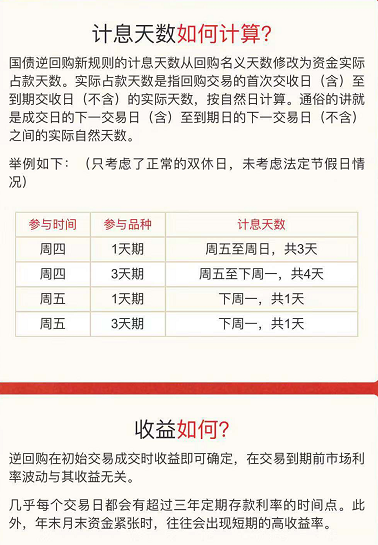 计息天数如何计算?
国债逆回购新规则的计息天数从回购名义天数修改为资金实际
占款天数。实际占款天数是指回购交易的首次交收日（含）至
到期交收日（不含）的实际天数，按自然日计算。通俗的讲就
是成交日的下一交易日（含）至到期日的下一交易日（不含）
之间的实际自然天数。
举例如下：（只考虑了正常的双休日，未考虑法定节假日情
况）
参与时间 参与品种 计息天数
周四 1天期 周五至周日，共3天
周四 3天期 周五至下周一，共4天
周五 1天期 下周一，共1天
周五 3天期 下周一，共1天
收益如何?
逆回购在初始交易成交时收益即可确定，在交易到期前市场利
率波动与其收益无关。
几乎每个交易日都会有超过三年定期存款利率的时间点。此
外，年末月末资金紧张时，往往会出现短期的高收益率。